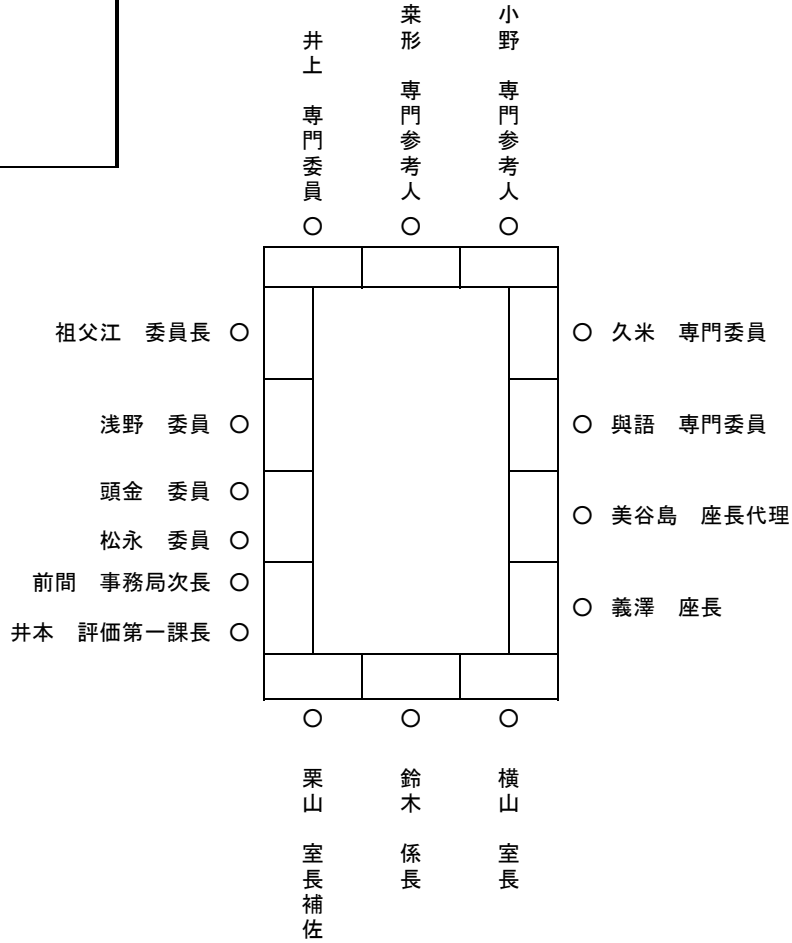 井上　専門委員
桒形　専門参考人
小野　専門参考人
祖父江　委員長
久米　専門委員
浅野　委員
與語　専門委員
頭金　委員
美谷島　座長代理
松永　委員
前間　事務局次長
義澤　座長
井本　評価第一課長
栗山　室長補佐
鈴木　係長
横山　室長